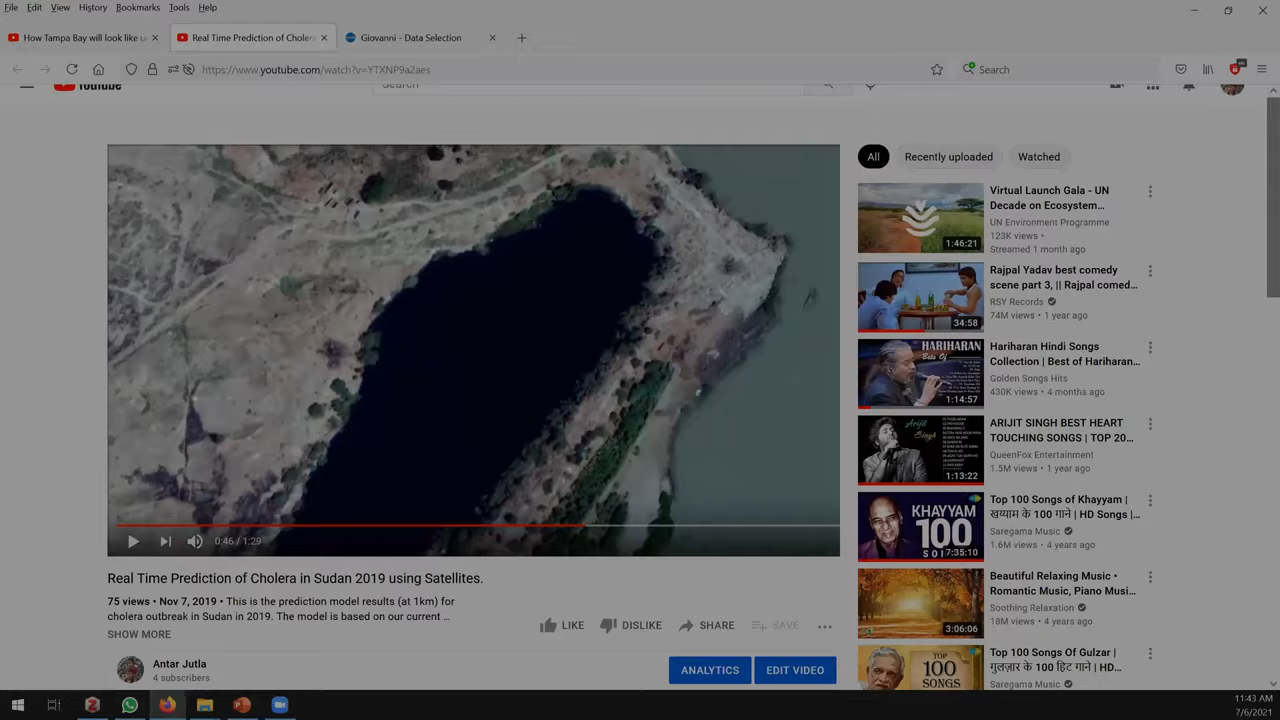 File Edit View History Bookmarks Tools Help
How Tampa Bay will look like u
Real Time Prediction of Choler
Giovanni - Data Selection
https://www.youtube.com/watch?v=YTXNP9a2aes
Search
YouTube
Search
All
Recently uploaded
Watched
Virtual Launch Gala - UN
Decade on Ecosystem…
UN Environment Programme
123K views •
Streamed 1 month ago
1:46:21
Rajpal Yadav best comedy
scene part 3, || Rajpal comed…
RSY Records
74M views • 1 year ago
34:58
HARIHARAN
Bets Of
Hariharan Hindi Songs
Collection | Best of Hariharan…
Golden Songs Hits
430K views • 4 months ago
1:14:57
Arijit
Singh
ARIJIT SINGH BEST HEART
TOUCHING SONGS | TOP 20…
QueenFox Entertainment
1.5M views • 1 year ago
1:13:22
KHAYYAM
100
Top 100 Songs of Khayyam |
खय्याम के 100 गाने | HD Songs |…
Saregama Music
1.6M views • 4 years ago
7:35:10
Beautiful Relaxing Music •
Romantic Music, Piano Musi…
Soothing Relaxation
18M views • 4 years ago
3:06:06
TOP
100
SONGS
Top 100 Songs Of Gulzar |
गुलज़ार के 100 हिट गाने | HD…
Saregama Music
0:46 / 1:29
Real Time Prediction of Cholera in Sudan 2019 using Satellites.
75 views • Nov 7, 2019 • This is the prediction model results (at 1km) for
cholera outbreak in Sudan in 2019. The model is based on our current …
SHOW MORE
LIKE
DISLIKE
SHARE
SAVE
Antar Jutla
4 subscribers
ANALYTICS
EDIT VIDEO
11:43 AM
7/6/2021